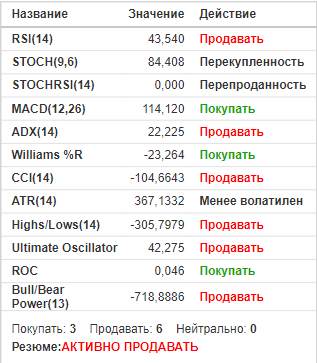 Название Значение Действие
RSI(14) 43,540 Продавать
STOCH(9,6) 84,408 Перекупленность
STOCHRSI(14) 0,000 Перепроданность
MACD(12,26) 114,120 Покупать
ADX(14) 22,225 Продавать
Williams %R -23,264 Покупать
CCI(14) -104,6643 Продавать
ATR(14) 367,1332 Менее волатилен
Highs/Lows(14) -305,7979 Продавать
Ultimate Oscillator 42,275 Продавать
ROC 0,046 Покупать
Bull/Bear
Power(13) -718,8886 Продавать
Покупать: 3 Продавать: 6 Нейтрально: 0
Резюме:АКТИВНО ПРОДАВАТЬ